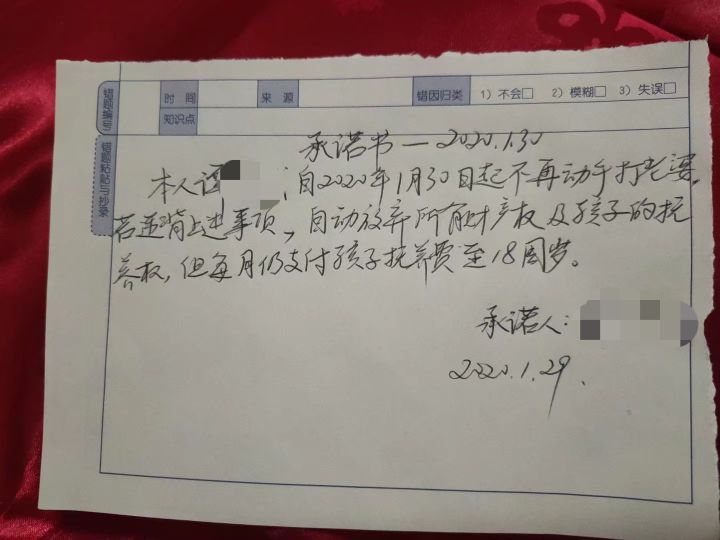 错题编号
时 间
来 源
错因归类
1）不会□ 2）模糊□ 3）失误□
知识点
错题粘贴与抄录
承诺书—2020.1.30
本人谭 ，自2020年1月30日起不再动手打老婆，
若违背上述事项，自动放弃所有财产权及孩子的抚
养权，但每月仍支付孩子抚养费至18周岁。
承诺人：
2020.1.29.